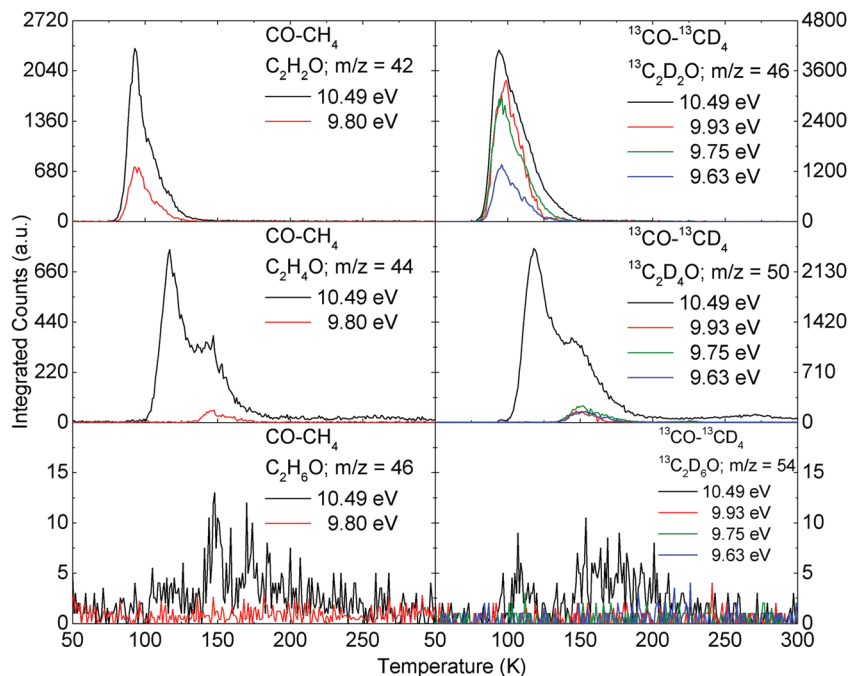 2720
2040
1360
680
0
CO-CH₄
C₂H₂O; m/z = 42
10.49 eV
9.80 eV
4800
3600
2400
1200
0
¹³CO-¹³CD₄
¹³C₂D₂O; m/z = 46
10.49 eV
9.93 eV
9.75 eV
9.63 eV
Integrated Counts (a.u.)
660
440
220
0
CO-CH₄
C₂H₄O; m/z = 44
10.49 eV
9.80 eV
2130
1420
710
0
¹³CO-¹³CD₄
¹³C₂D₄O; m/z = 50
10.49 eV
9.93 eV
9.75 eV
9.63 eV
15
10
5
0
CO-CH₄
C₂H₆O; m/z = 46
10.49 eV
9.80 eV
15
10
5
0
¹³CO-¹³CD₄
¹³C₂D₆O; m/z = 54
10.49 eV
9.93 eV
9.75 eV
9.63 eV
50 100 150 200 250 50 100 150 200 250 300
Temperature (K)